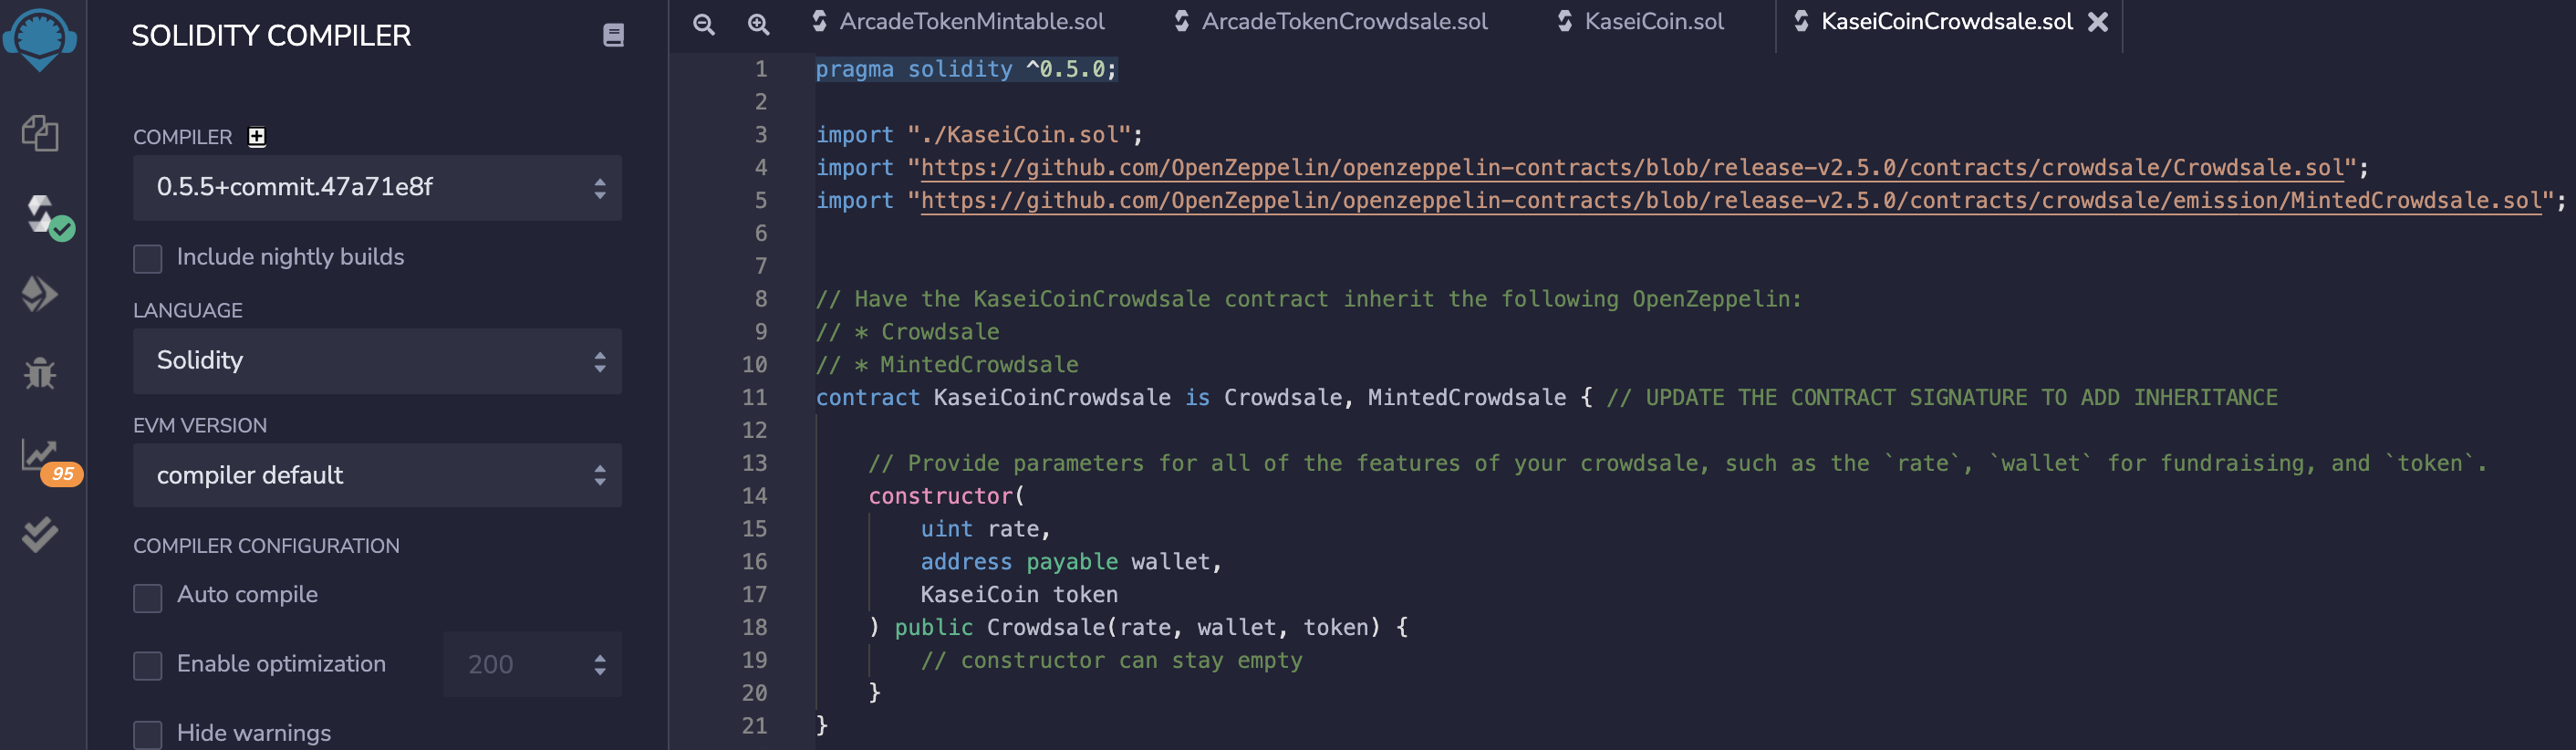 SOLIDITY COMPILER
COMPILER
0.5.5+commit.47a71e8f
Include nightly builds
LANGUAGE
Solidity
EVM VERSION
compiler default
COMPILER CONFIGURATION
Auto compile
Enable optimization 200
Hide warnings
95
ArcadeTokenMintable.sol ArcadeTokenCrowdsale.sol KaseiCoin.sol KaseiCoinCrowdsale.sol
1 pragma solidity ^0.5.0;
2
3 import "./KaseiCoin.sol";
4 import "https://github.com/OpenZeppelin/openzeppelin-contracts/blob/release-v2.5.0/contracts/crowdsale/Crowdsale.sol";
5 import "https://github.com/OpenZeppelin/openzeppelin-contracts/blob/release-v2.5.0/contracts/crowdsale/emission/MintedCrowdsale.sol";
6
7
8 // Have the KaseiCoinCrowdsale contract inherit the following OpenZeppelin:
9 // * Crowdsale
10 // * MintedCrowdsale
11 contract KaseiCoinCrowdsale is Crowdsale, MintedCrowdsale { // UPDATE THE CONTRACT SIGNATURE TO ADD INHERITANCE
12
13     // Provide parameters for all of the features of your crowdsale, such as the `rate`, `wallet` for fundraising, and `token`.
14     constructor(
15         uint rate,
16         address payable wallet,
17         KaseiCoin token
18     ) public Crowdsale(rate, wallet, token) {
19         // constructor can stay empty
20     }
21 }